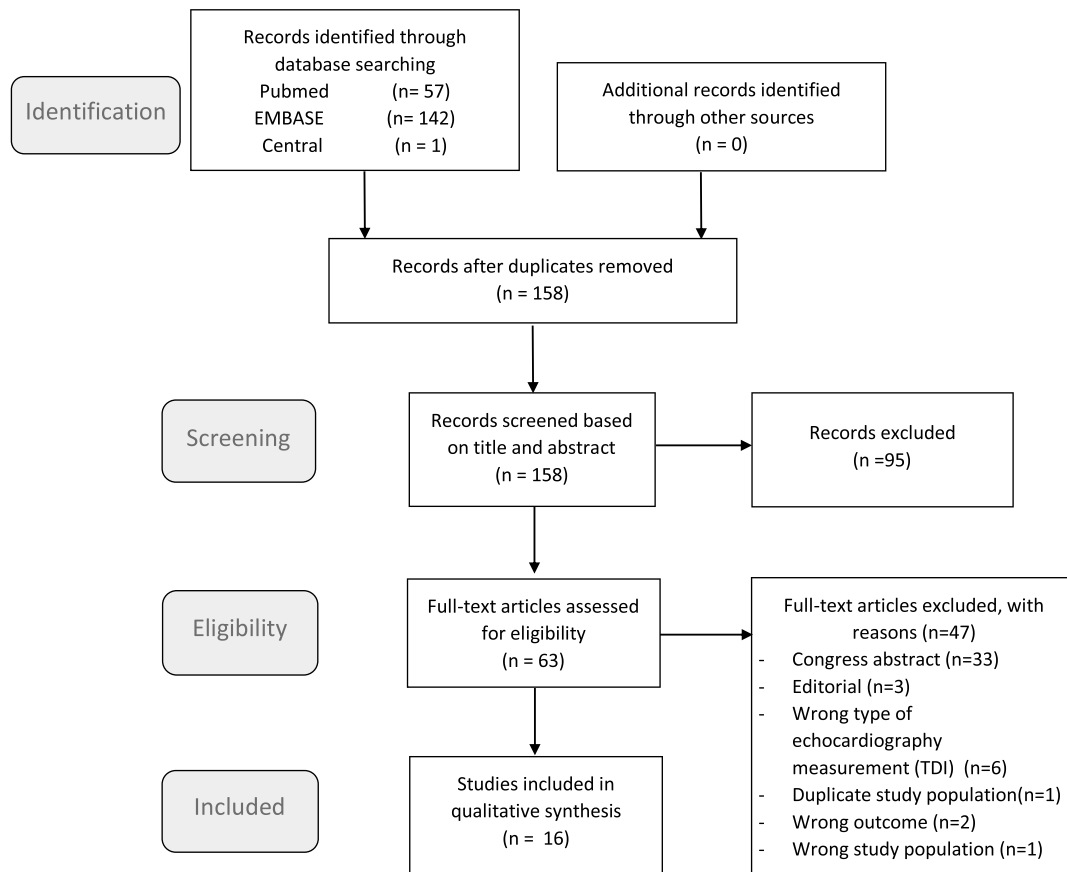 Identification
Records identified through
database searching
Pubmed (n= 57)
EMBASE (n= 142)
Central (n = 1)
Additional records identified
through other sources
(n = 0)
Records after duplicates removed
(n = 158)
Screening
Records screened based
on title and abstract
(n = 158)
Records excluded
(n =95)
Eligibility
Full-text articles assessed
for eligibility
(n = 63)
Full-text articles excluded, with
reasons (n=47)
- Congress abstract (n=33)
- Editorial (n=3)
- Wrong type of
echocardiography
measurement (TDI) (n=6)
- Duplicate study population(n=1)
- Wrong outcome (n=2)
- Wrong study population (n=1)
Included
Studies included in
qualitative synthesis
(n = 16)